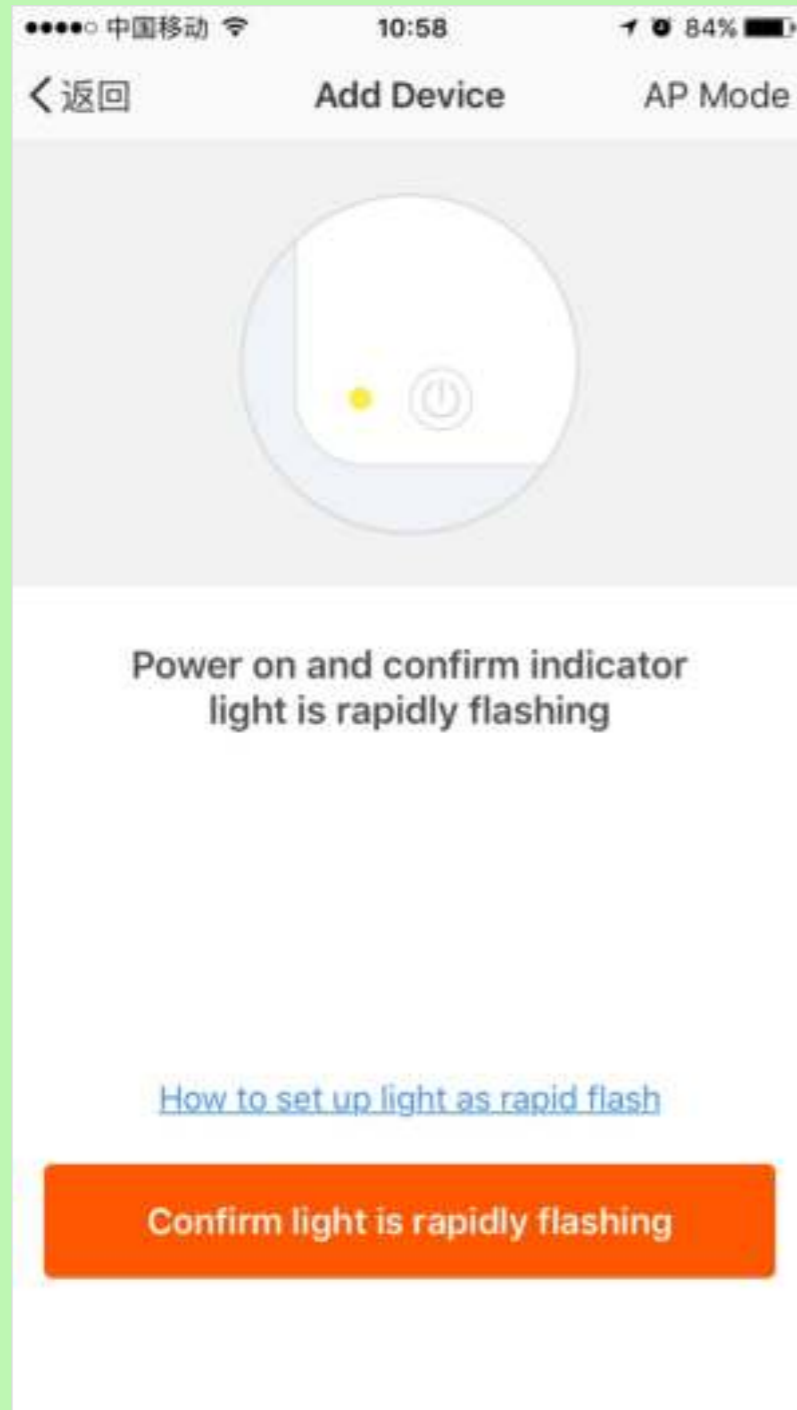 中国移动 10:58 84%
返回 Add Device AP Mode
Power on and confirm indicator
light is rapidly flashing
How to set up light as rapid flash
Confirm light is rapidly flashing